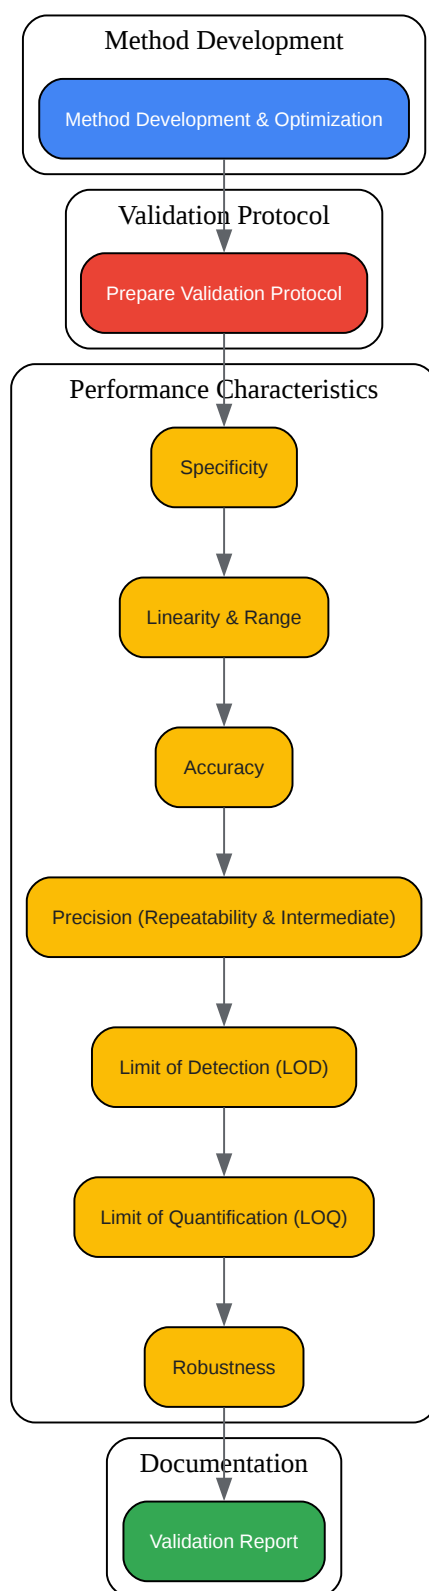 Method Development
Method Development & Optimization
Validation Protocol
Prepare Validation Protocol
Performance Characteristics
Specificity
Linearity & Range
Accuracy
Precision (Repeatability & Intermediate)
Limit of Detection (LOD)
Limit of Quantification (LOQ)
Robustness
Documentation
Validation Report